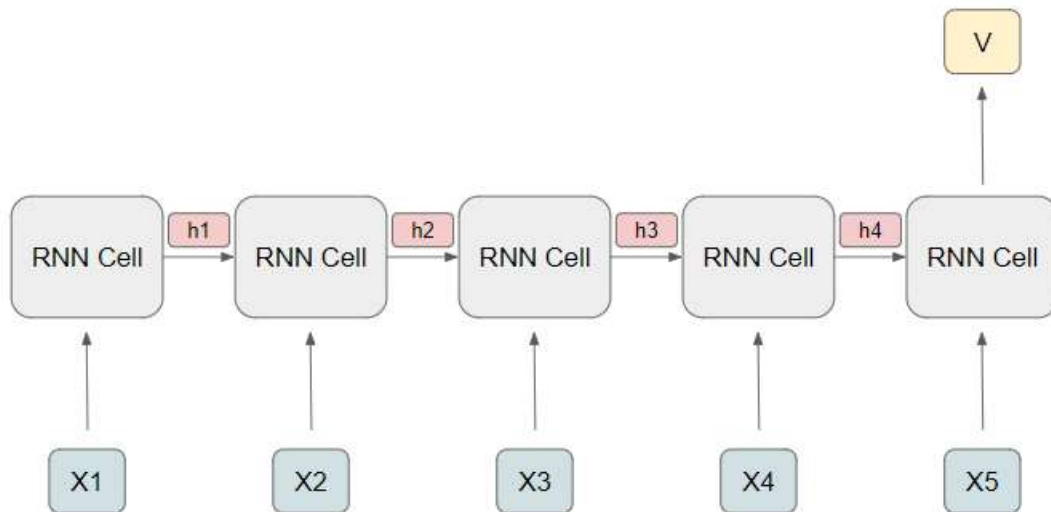 V
h1
h2
h3
h4
RNN Cell
RNN Cell
RNN Cell
RNN Cell
RNN Cell
X1
X2
X3
X4
X5